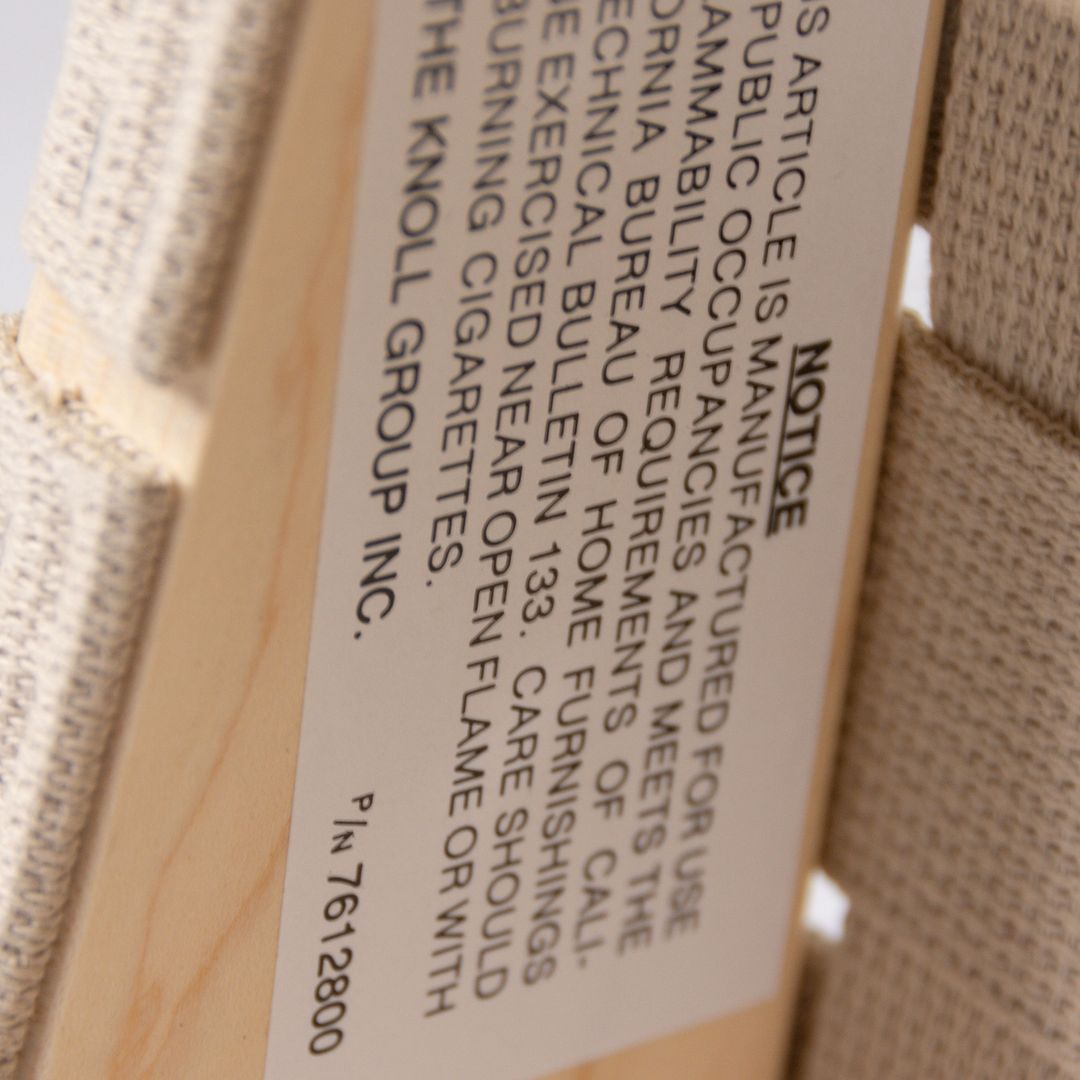 NOTICE
IS ARTICLE IS MANUFACTURED FOR USE
PUBLIC OCCUPANCIES AND MEETS THE
AMMABILITY REQUIREMENTS OF CALI-
ORNIA BUREAU OF HOME FURNISHINGS
ECHNICAL BULLETIN 133. CARE SHOULD
E EXERCISED NEAR OPEN FLAME OR WITH
BURNING CIGARETTES.
THE KNOLL GROUP INC.
P/N 7612800